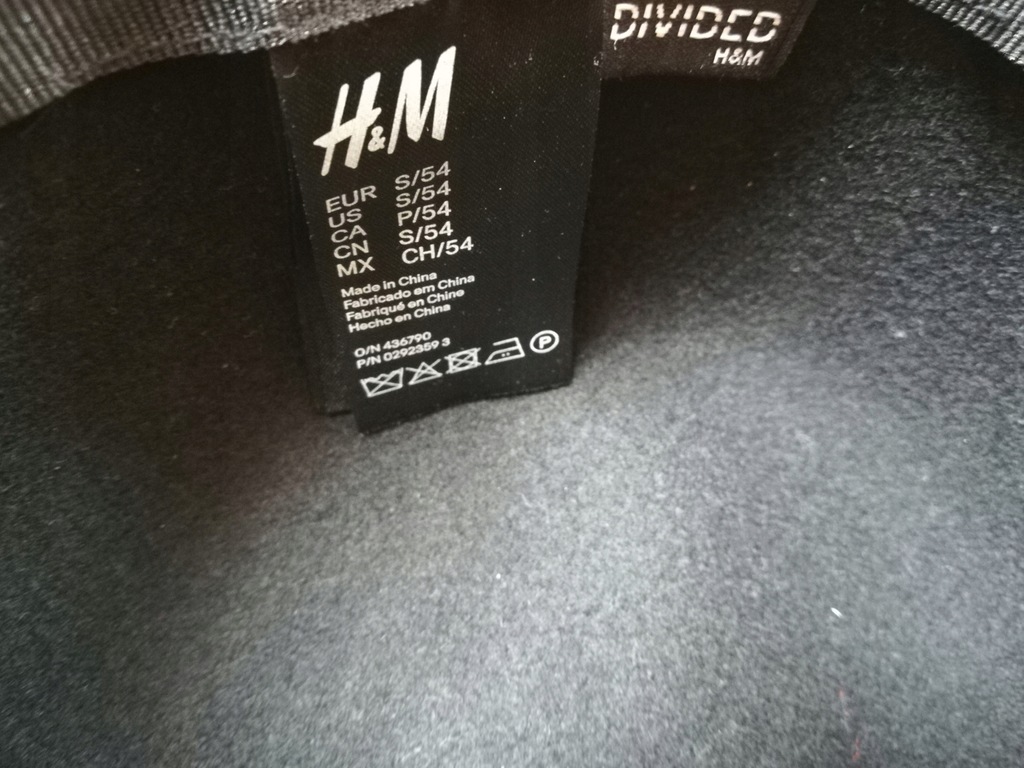 DIVIDED
H&M
H&M
EUR S/54
US S/54
CA P/54
CN S/54
MX CH/54
Made in China
Fabricado em China
Fabriqué en Chine
Hecho en China
O/N 436790
P/N 0292359 3
P